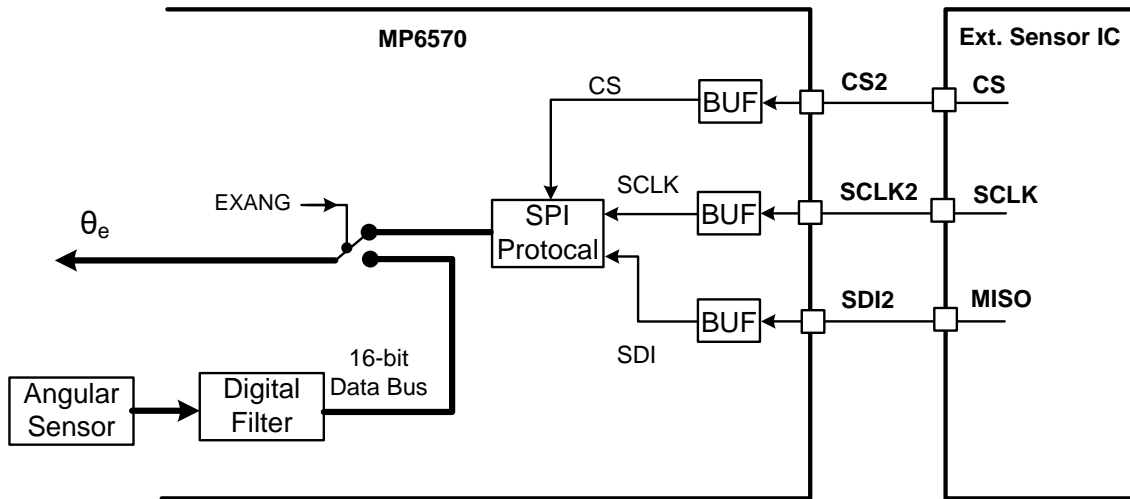 MP6570
Ext. Sensor IC
CS
BUF
CS2
CS
EXANG
SCLK
BUF
SCLK2
SCLK
θe
SPI
Protocal
SDI
BUF
SDI2
MISO
16-bit
Data Bus
Angular
Sensor
Digital
Filter